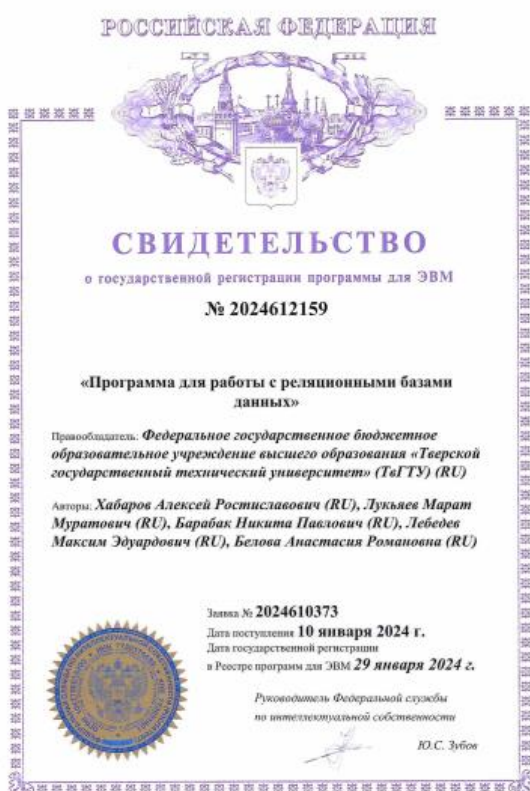 РОССИЙСКАЯ ФЕДЕРАЦИЯ
СВИДЕТЕЛЬСТВО
о государственной регистрации программы для ЭВМ
№ 2024612159
«Программа для работы с реляционными базами
данных»
Правообладатель: Федеральное государственное бюджетное
образовательное учреждение высшего образования «Тверской
государственный технический университет» (ТвГТУ) (RU)
Авторы: Хабаров Алексей Ростиславович (RU), Лукьяев Марат
Муратович (RU), Барабак Никита Павлович (RU), Лебедев
Максим Эдуардович (RU), Белова Анастасия Романовна (RU)
Заявка № 2024610373
Дата поступления 10 января 2024 г.
Дата государственной регистрации
в Реестре программ для ЭВМ 29 января 2024 г.
Руководитель Федеральной службы
по интеллектуальной собственности
Ю.С. Зубов